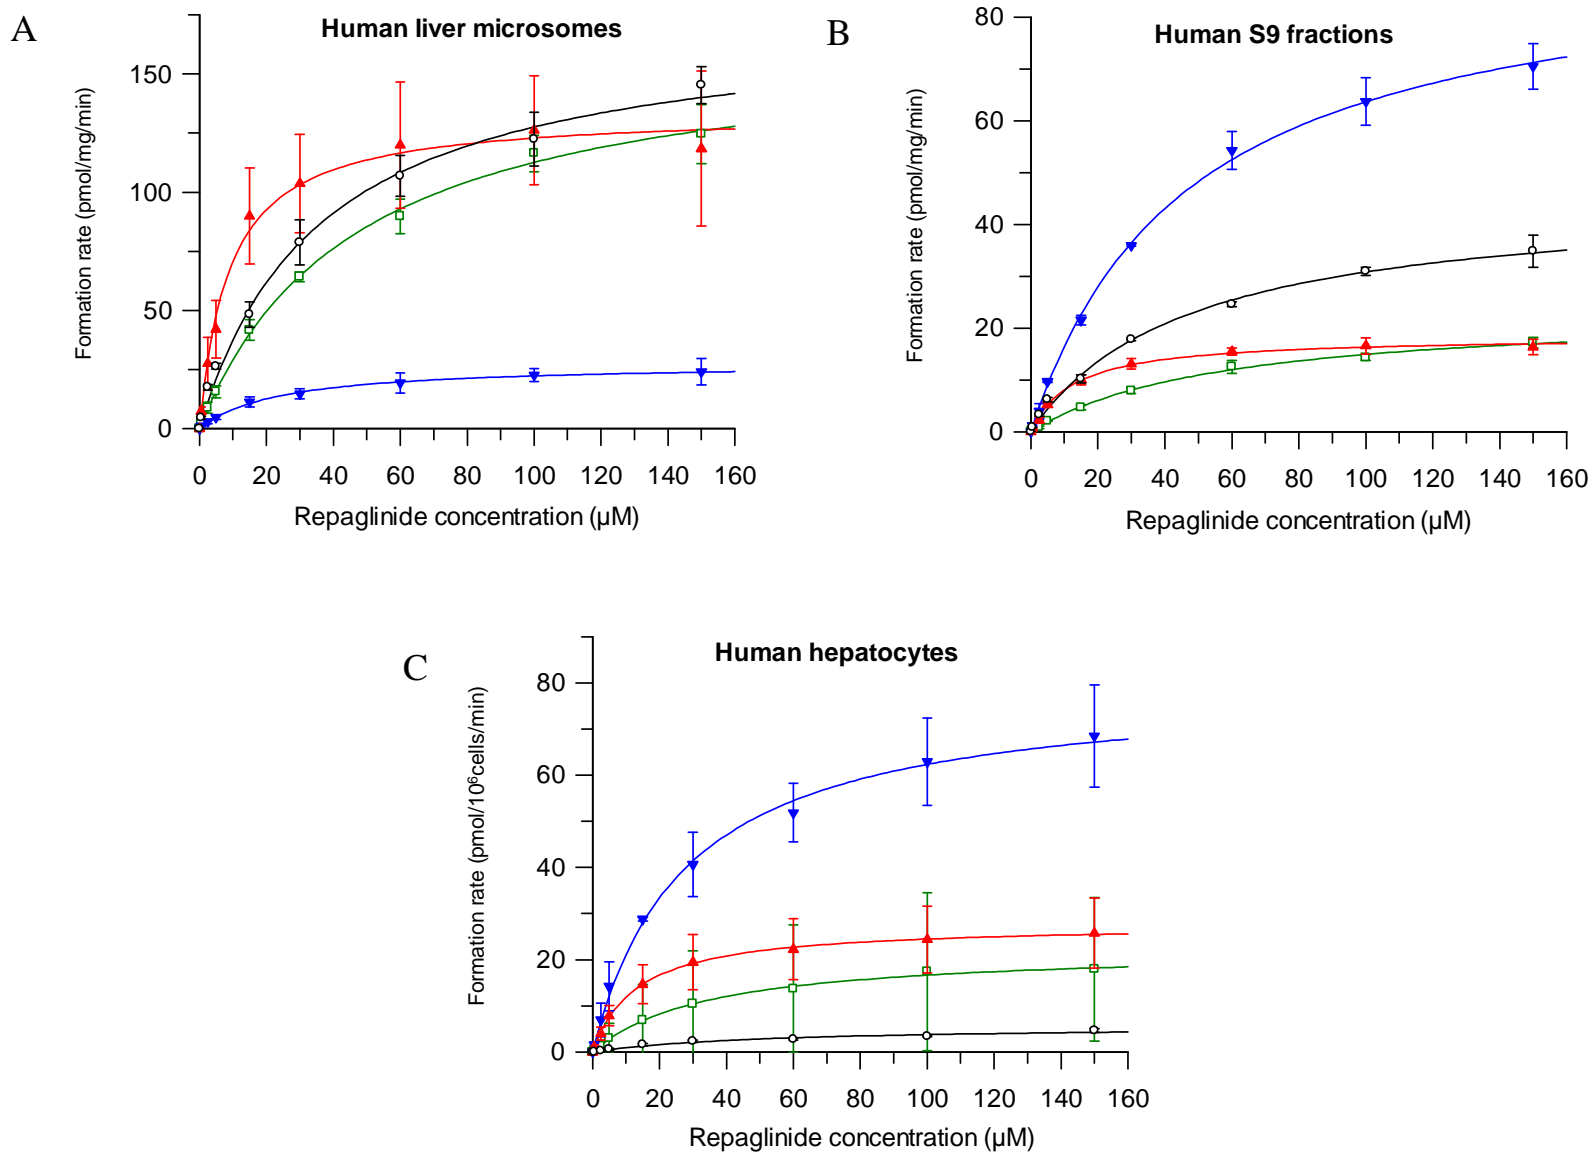 A
Human liver microsomes
Formation rate (pmol/mg/min)
150
100
50
0
0 20 40 60 80 100 120 140 160
Repaglinide concentration (µM)
B
Human S9 fractions
Formation rate (pmol/mg/min)
80
60
40
20
0
0 20 40 60 80 100 120 140 160
Repaglinide concentration (µM)
C
Human hepatocytes
Formation rate (pmol/10⁶cells/min)
80
60
40
20
0
0 20 40 60 80 100 120 140 160
Repaglinide concentration (µM)